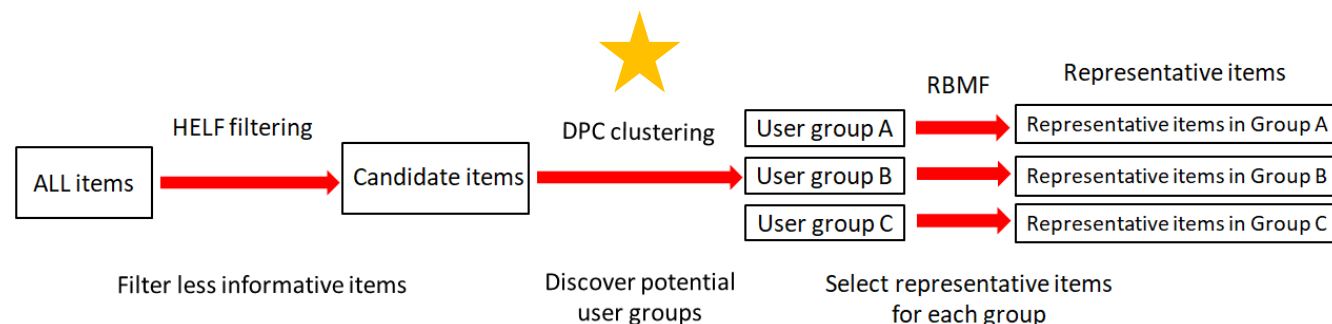 HELF filtering
DPC clustering
RBMF
Representative items
ALL items
Candidate items
User group A
User group B
User group C
Representative items in Group A
Representative items in Group B
Representative items in Group C
Filter less informative items
Discover potential
user groups
Select representative items
for each group